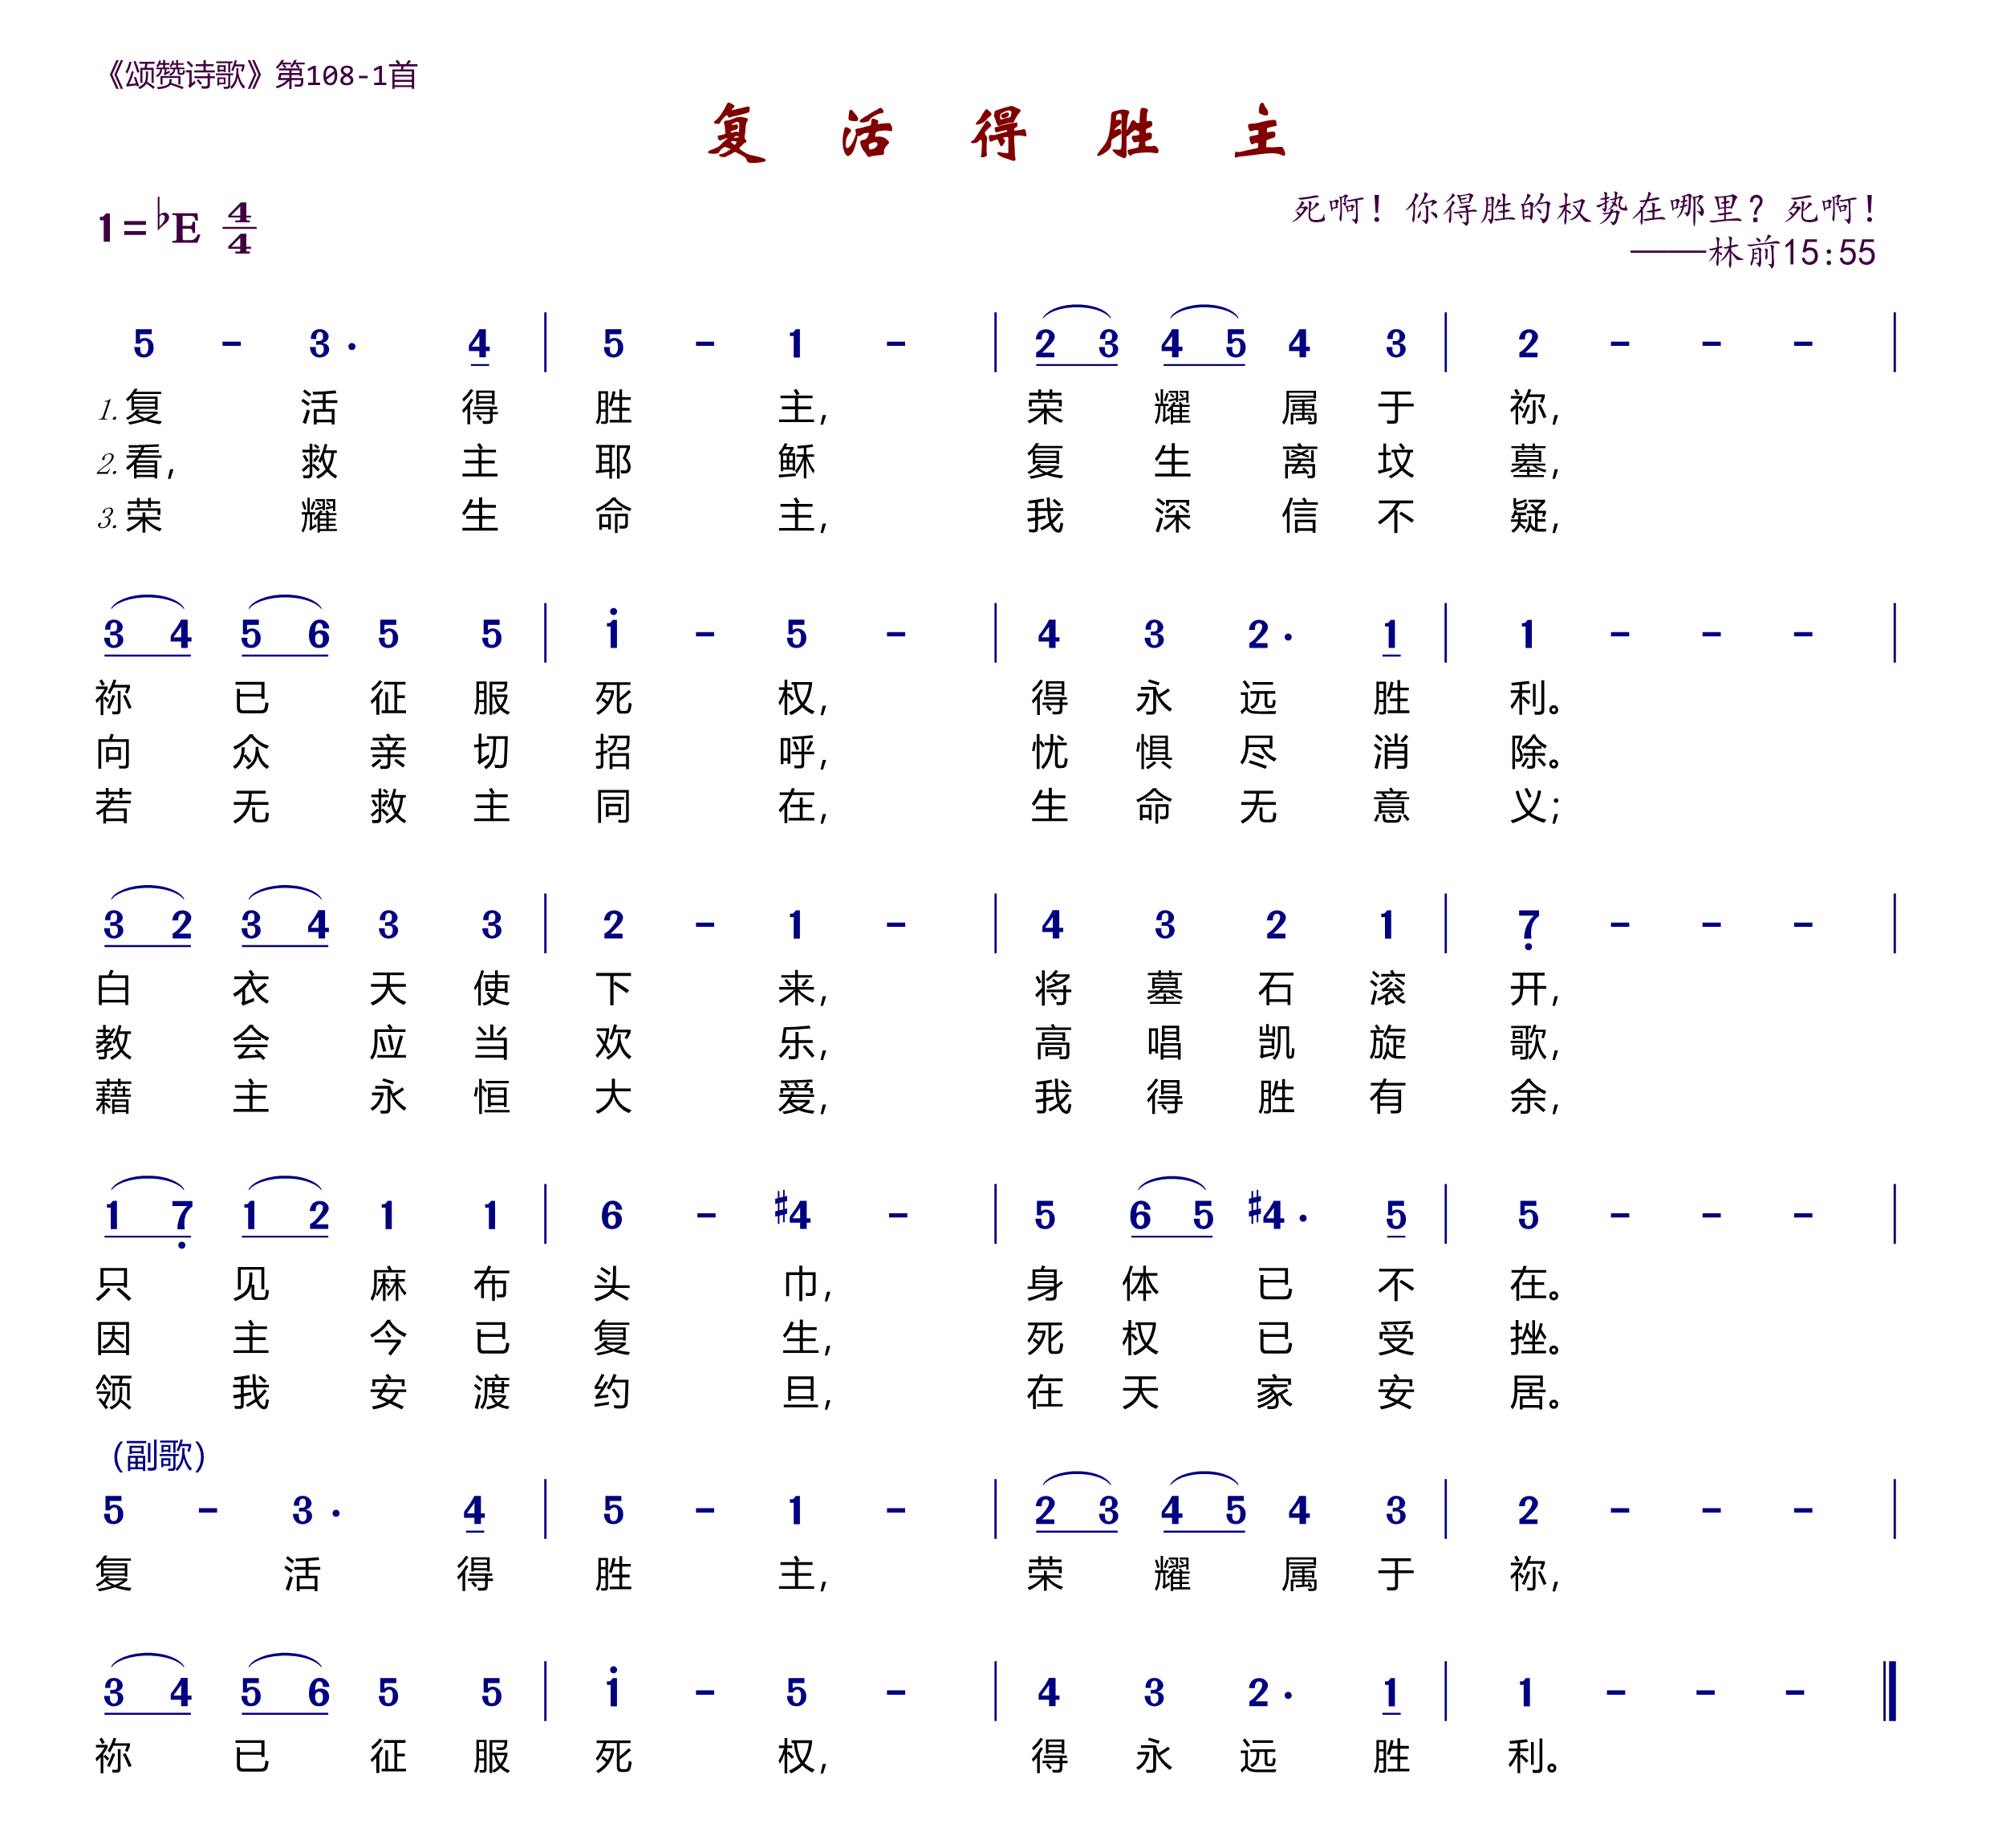 《颂赞诗歌》第108-1首
复 活 得 胜 主
1=♭E 4/4
死啊！你得胜的权势在哪里？死啊！
——林前15:55
5 - 3. 4 | 5 - 1 - | 2 3 4 5 4 3 | 2 - - - |
1.复 活 得 胜 主, 荣 耀 属 于 祢,
2.看, 救 主 耶 稣 复 生 离 坟 墓,
3.荣 耀 生 命 主, 我 深 信 不 疑,
3 4 5 6 5 5 | i - 5 - | 4 3 2. 1 | 1 - - - |
祢 已 征 服 死 权, 得 永 远 胜 利。
向 众 亲 切 招 呼, 忧 惧 尽 消 除。
若 无 救 主 同 在, 生 命 无 意 义;
3 2 3 4 3 3 | 2 - 1 - | 4 3 2 1 | 7̣ - - - |
白 衣 天 使 下 来, 将 墓 石 滚 开,
教 会 应 当 欢 乐, 高 唱 凯 旋 歌,
藉 主 永 恒 大 爱, 我 得 胜 有 余,
1 7̣ 1 2 1 1 | 6 - #4 - | 5 6 5 #4. 5 | 5 - - - |
只 见 麻 布 头 巾, 身 体 已 不 在。
因 主 今 已 复 生, 死 权 已 受 挫。
领 我 安 渡 约 旦, 在 天 家 安 居。
（副歌）
5 - 3. 4 | 5 - 1 - | 2 3 4 5 4 3 | 2 - - - |
复 活 得 胜 主, 荣 耀 属 于 祢,
3 4 5 6 5 5 | i - 5 - | 4 3 2. 1 | 1 - - - ‖
祢 已 征 服 死 权, 得 永 远 胜 利。